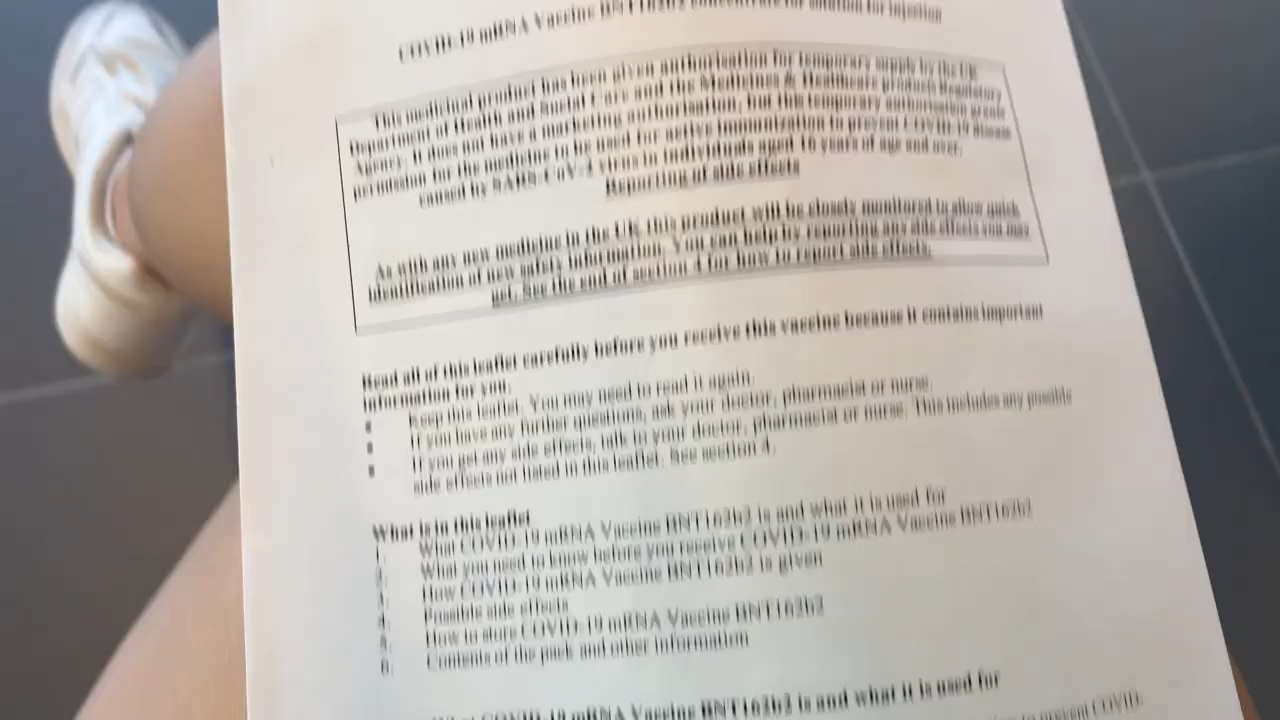 COVID-19 mRNA Vaccine BNT162b2 concentrate for solution for injection
This medicinal product has been given authorisation for temporary supply by the UK
Department of Health and Social Care and the Medicines & Healthcare products Regulatory
Agency. It does not have a marketing authorisation, but this temporary authorisation grants
permission for the medicine to be used for active immunization to prevent COVID-19 disease
caused by SARS-CoV-2 virus in individuals aged 16 years of age and over.
Reporting of side effects
As with any new medicine in the UK this product will be closely monitored to allow quick
identification of new safety information. You can help by reporting any side effects you may
get. See the end of section 4 for how to report side effects.
Read all of this leaflet carefully before you receive this vaccine because it contains important
information for you.
▪ Keep this leaflet. You may need to read it again.
▪ If you have any further questions, ask your doctor, pharmacist or nurse.
▪ If you get any side effects, talk to your doctor, pharmacist or nurse. This includes any possible
side effects not listed in this leaflet. See section 4.
What is in this leaflet
1. What COVID-19 mRNA Vaccine BNT162b2 is and what it is used for
2. What you need to know before you receive COVID-19 mRNA Vaccine BNT162b2
3. How COVID-19 mRNA Vaccine BNT162b2 is given
4. Possible side effects
5. How to store COVID-19 mRNA Vaccine BNT162b2
6. Contents of the pack and other information
What COVID-19 mRNA Vaccine BNT162b2 is and what it is used for
to prevent COVID-